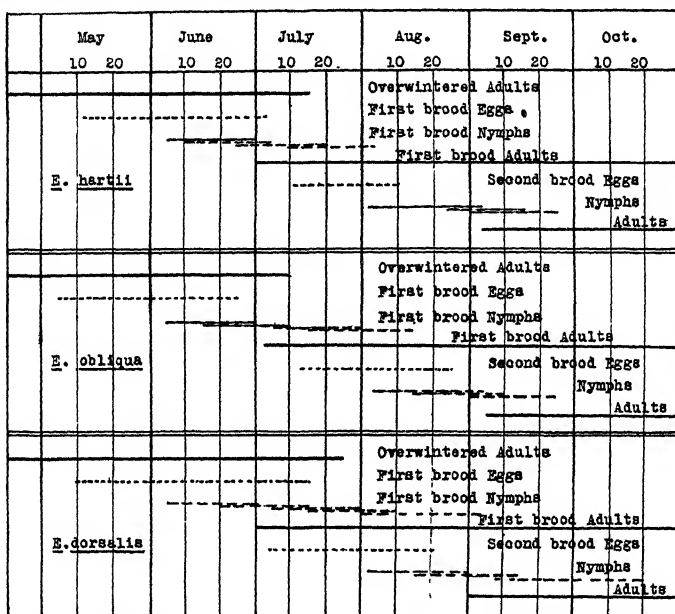 May June July Aug. Sept. Oct.
10 20 10 20 10 20 10 20 10 20 10 20
Overwintered Adults
First brood Eggs
First brood Nymphs
First brood Adults
E. hartii Second brood Eggs
Nymphs
Adults
Overwintered Adults
First brood Eggs
First brood Nymphs
First brood Adults
E. obliqua Second brood Eggs
Nymphs
Adults
Overwintered Adults
First brood Eggs
First brood Nymphs
First brood Adults
E.dorsalis Second brood Eggs
Nymphs
Adults